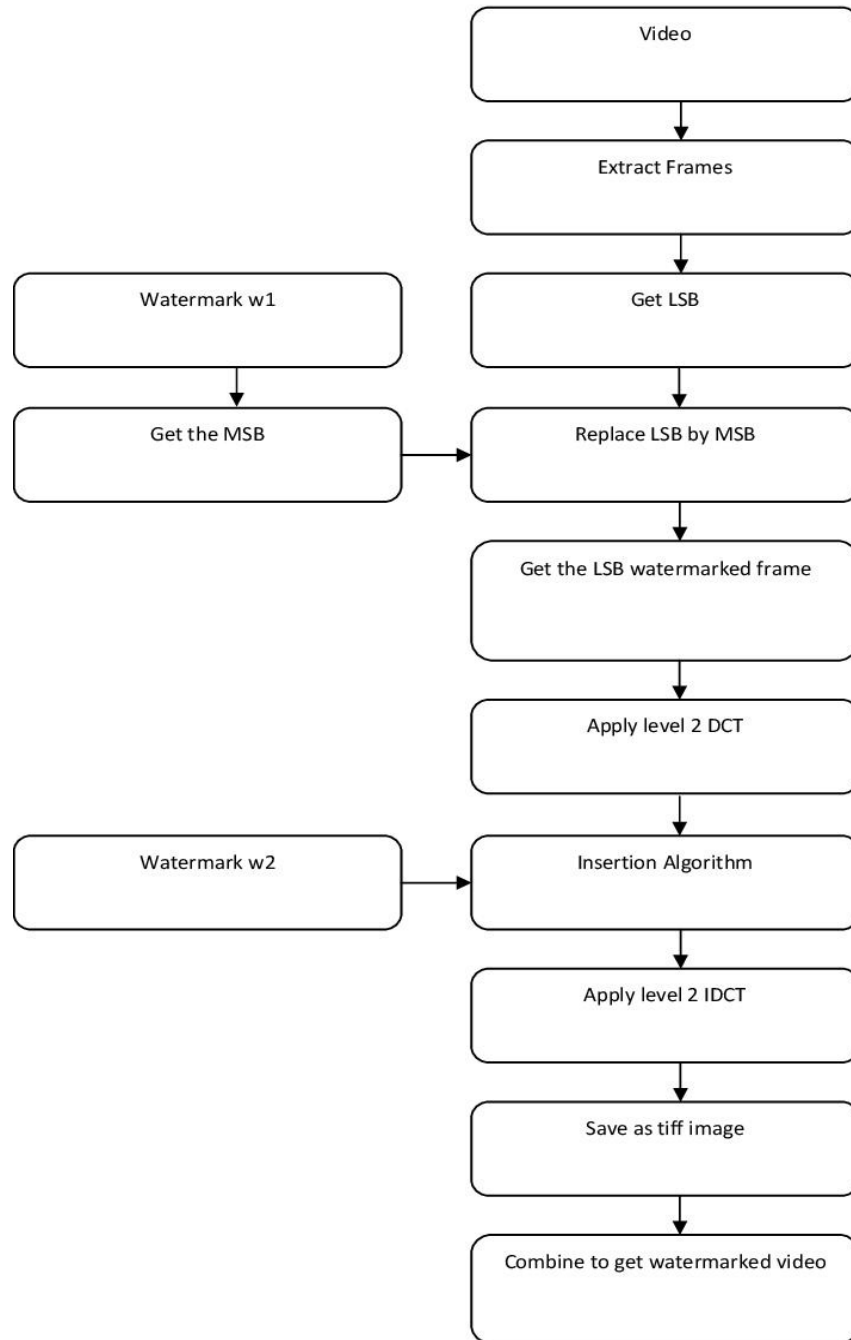 Video
Extract Frames
Watermark w1
Get LSB
Get the MSB
Replace LSB by MSB
Get the LSB watermarked frame
Apply level 2 DCT
Watermark w2
Insertion Algorithm
Apply level 2 IDCT
Save as tiff image
Combine to get watermarked video